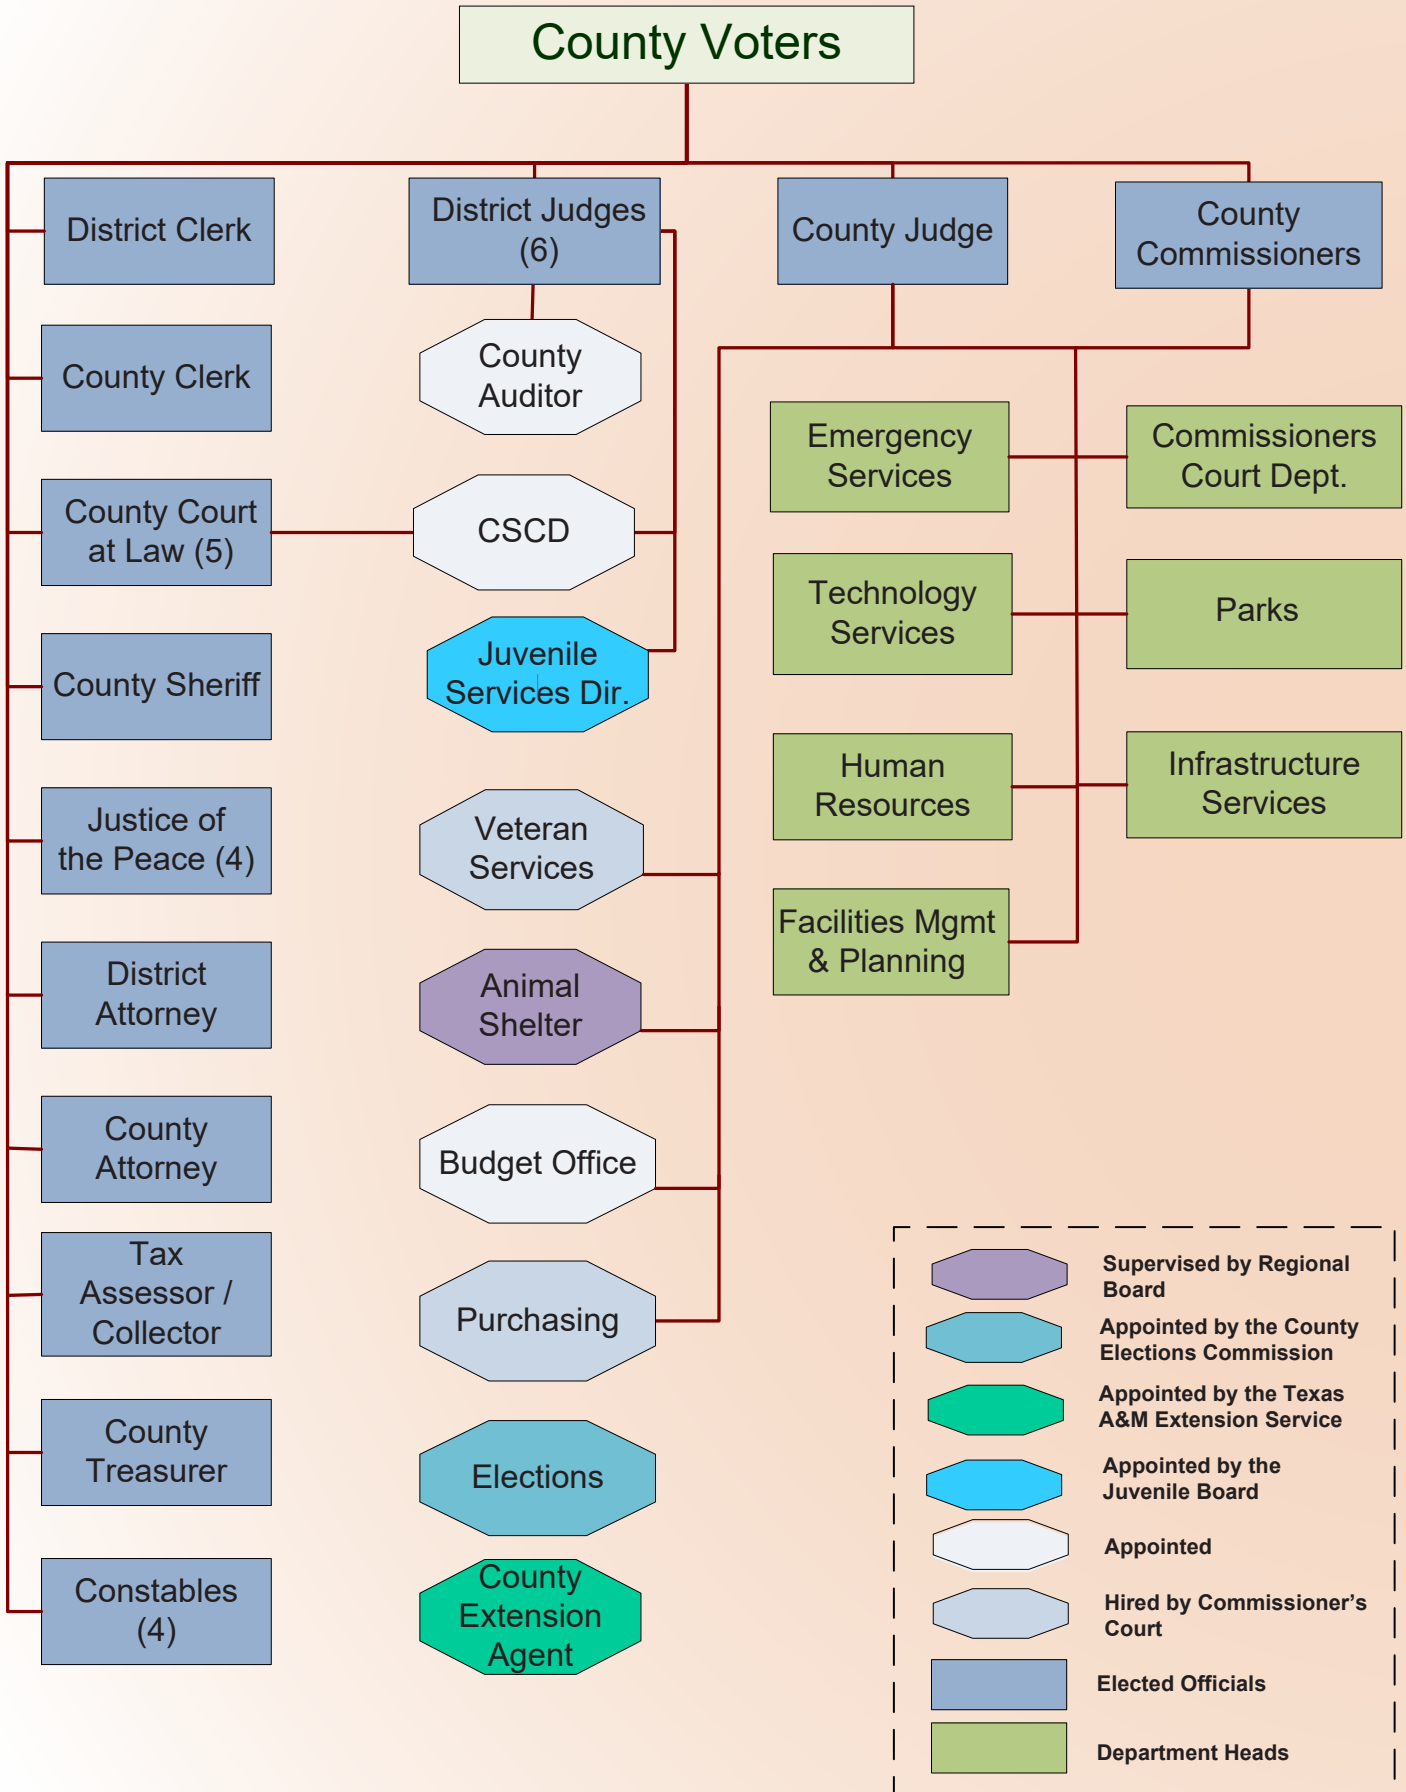 County Voters
District Clerk
County Clerk
County Court
at Law (5)
County Sheriff
Justice of
the Peace (4)
District
Attorney
County
Attorney
Tax
Assessor /
Collector
County
Treasurer
Constables
(4)
District Judges
(6)
County
Auditor
CSCD
Juvenile
Services Dir.
Veteran
Services
Animal
Shelter
Budget Office
Purchasing
Elections
County
Extension
Agent
County Judge
County
Commissioners
Emergency
Services
Commissioners
Court Dept.
Technology
Services
Parks
Human
Resources
Infrastructure
Services
Facilities Mgmt
& Planning
Supervised by Regional
Board
Appointed by the County
Elections Commission
Appointed by the Texas
A&M Extension Service
Appointed by the
Juvenile Board
Appointed
Hired by Commissioner’s
Court
Elected Officials
Department Heads